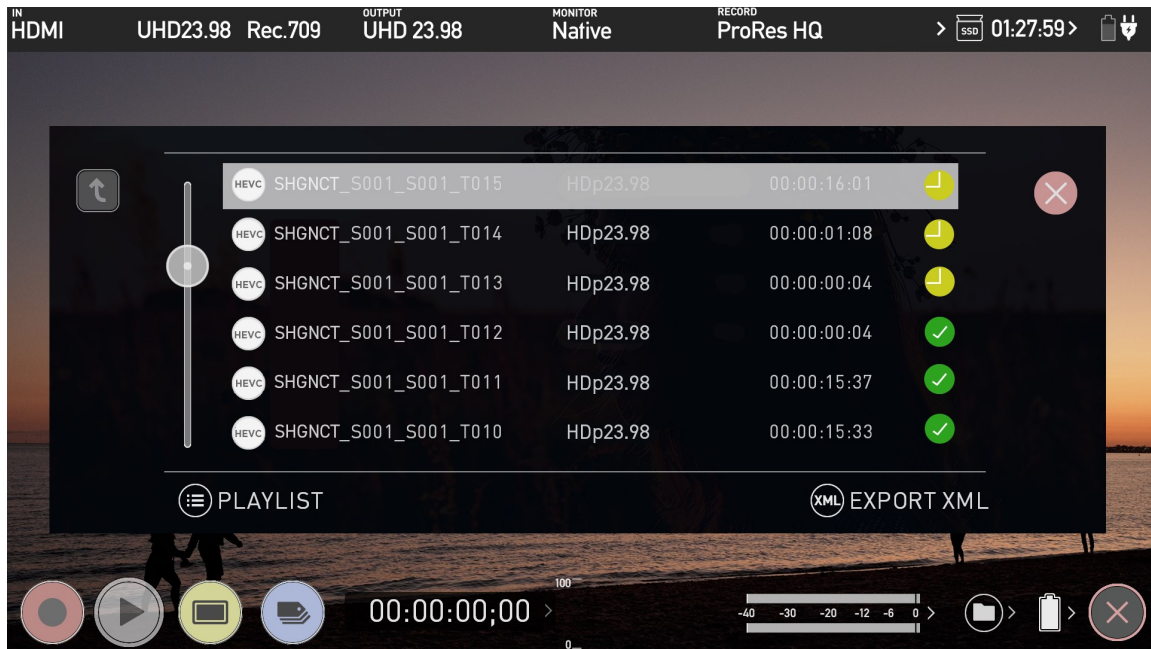 IN
HDMI
UHD23.98 Rec.709
OUTPUT
UHD 23.98
MONITOR
Native
RECORD
ProRes HQ
> SSD 01:27:59>
HEVC SHGNCT_S001_S001_T015 HDp23.98 00:00:16:01
HEVC SHGNCT_S001_S001_T014 HDp23.98 00:00:01:08
HEVC SHGNCT_S001_S001_T013 HDp23.98 00:00:00:04
HEVC SHGNCT_S001_S001_T012 HDp23.98 00:00:00:04
HEVC SHGNCT_S001_S001_T011 HDp23.98 00:00:15:37
HEVC SHGNCT_S001_S001_T010 HDp23.98 00:00:15:33
PLAYLIST
XML EXPORT XML
00:00:00;00 >
100
0
-40 -30 -20 -12 -6 0 >